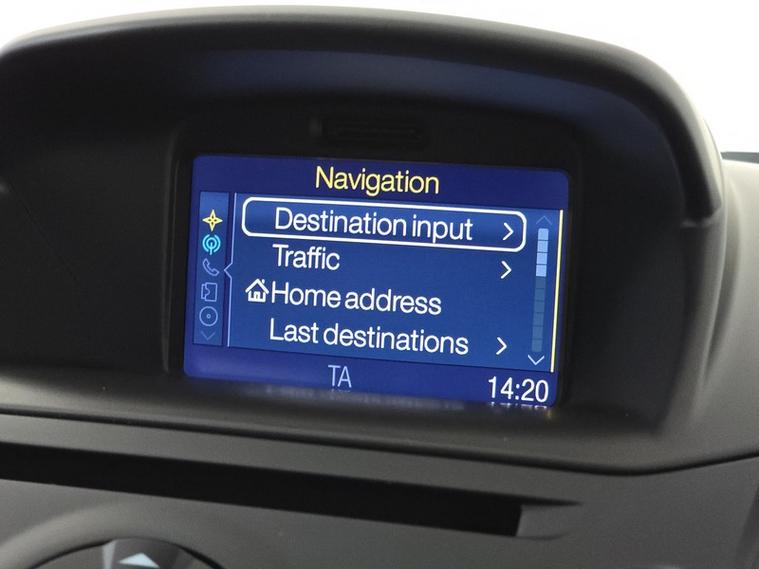 Navigation
Destination input
Traffic
Home address
Last destinations
TA
14:20